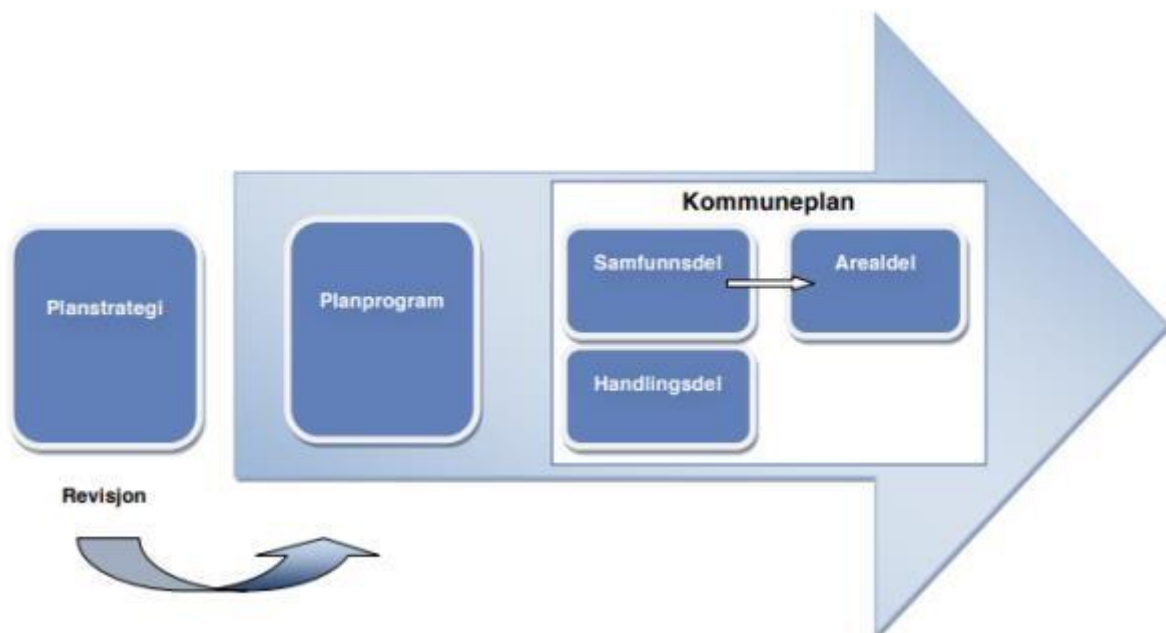 Kommuneplan
Planstrategi
Planprogram
Samfunnsdel
Arealdel
Handlingsdel
Revisjon